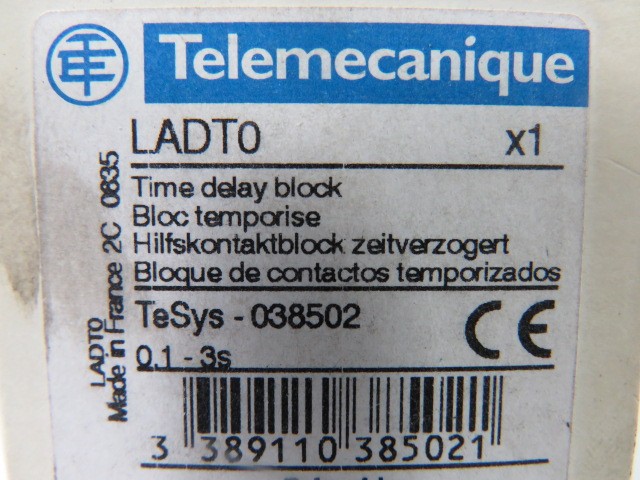 Telemecanique
LADT0 x1
Time delay block
Bloc temporise
Hilfskontaktblock zeitverzogert
Bloque de contactos temporizados
TeSys - 038502
0,1 - 3s
CE
3 389110 385021
LADT0
Made in France 2C 0835